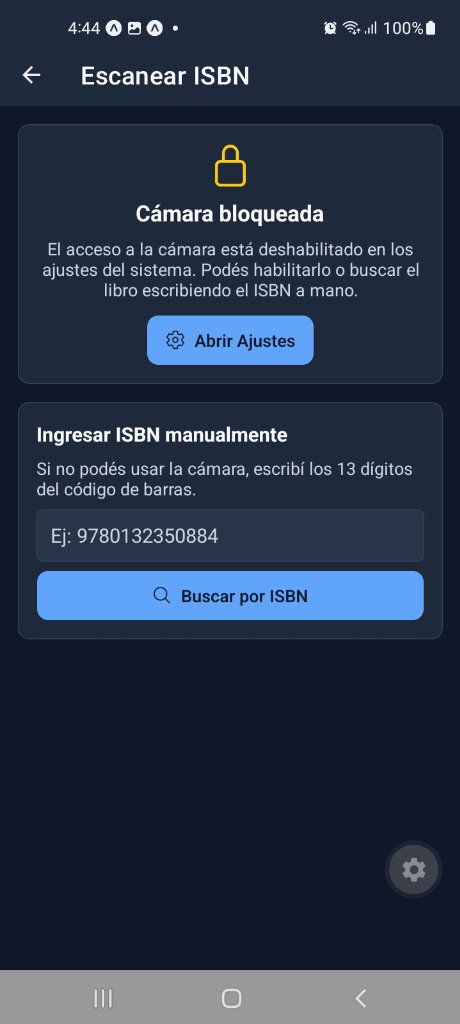 4:44
100%
Escanear ISBN
Cámara bloqueada
El acceso a la cámara está deshabilitado en los
ajustes del sistema. Podés habilitarlo o buscar el
libro escribiendo el ISBN a mano.
Abrir Ajustes
Ingresar ISBN manualmente
Si no podés usar la cámara, escribí los 13 dígitos
del código de barras.
Ej: 9780132350884
Buscar por ISBN